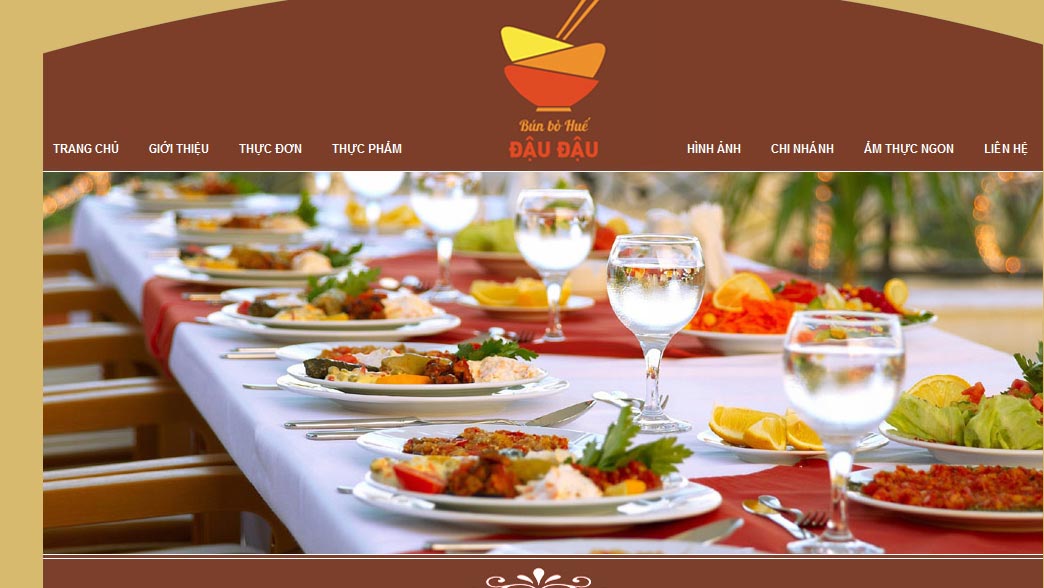 Bún bò Huế
ĐẬU ĐẬU
TRANG CHỦ GIỚI THIỆU THỰC ĐƠN THỰC PHẨM HÌNH ẢNH CHI NHÁNH ẨM THỰC NGON LIÊN HỆ